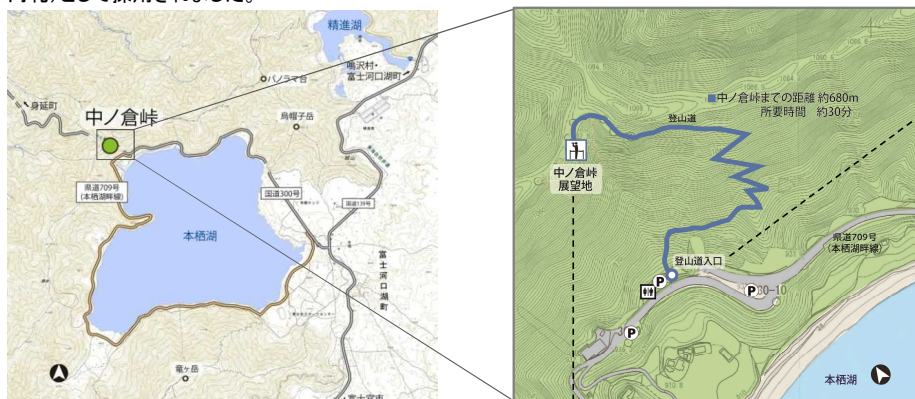 精進湖
鳴沢村・
富士河口湖町
パノラマ台
身延町
中ノ倉峠
烏帽子岳
県道709号
(本栖湖畔線)
国道300号
国道139号
本栖湖
富士河口湖町
竜ヶ岳
・富士宮市
■中ノ倉峠までの距離 約680m
所要時間 約30分
登山道
中ノ倉峠
展望地
県道709号
(本栖湖畔線)
登山道入口
P
P
P
本栖湖